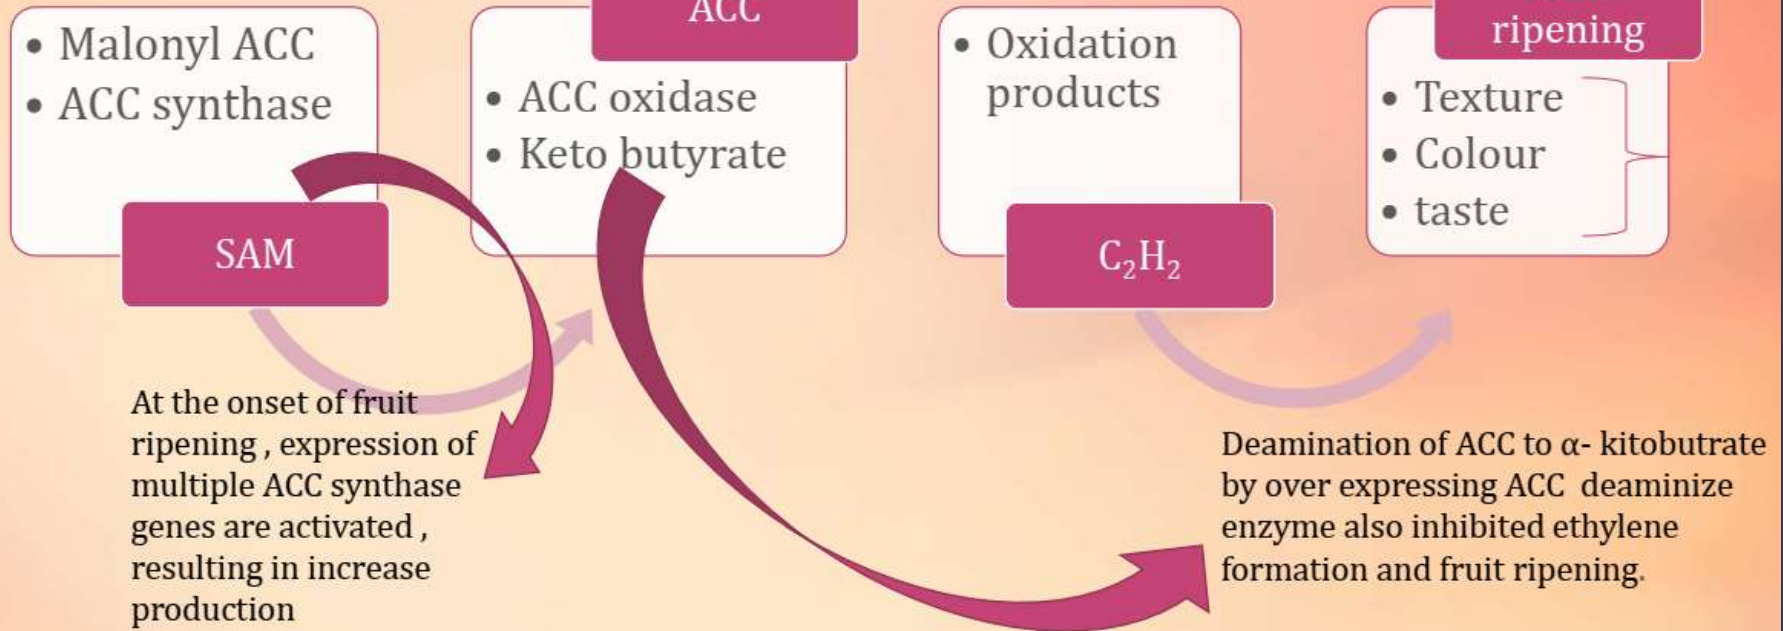 • Malonyl ACC
• ACC synthase
SAM
ACC
• ACC oxidase
• Keto butyrate
• Oxidation
products
C₂H₂
ripening
• Texture
• Colour
• taste
At the onset of fruit
ripening , expression of
multiple ACC synthase
genes are activated ,
resulting in increase
production
Deamination of ACC to α- kitobutrate
by over expressing ACC deaminize
enzyme also inhibited ethylene
formation and fruit ripening.